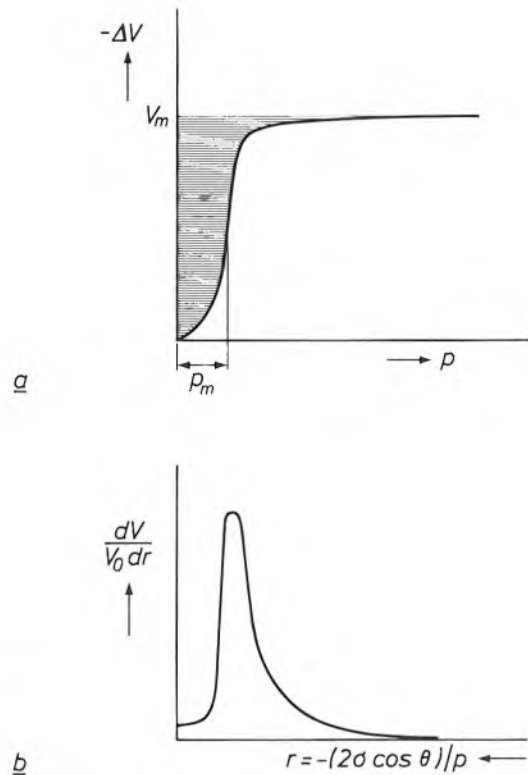 -ΔV
V_m
p
p_m
a
dV
V_0 dr
r = -(2σ cos θ)/p
b